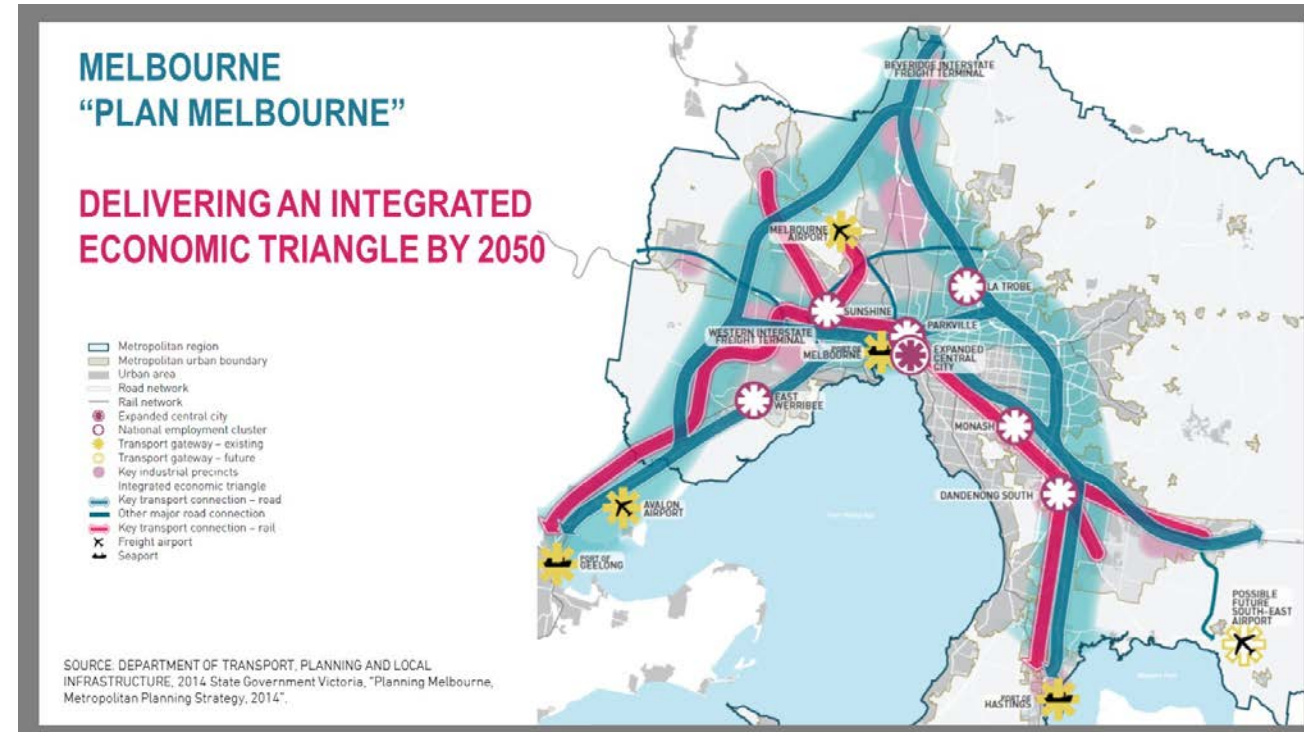 MELBOURNE
“PLAN MELBOURNE”
DELIVERING AN INTEGRATED
ECONOMIC TRIANGLE BY 2050
Metropolitan region
Metropolitan urban boundary
Urban area
Road network
Rail network
Expanded central city
National employment cluster
Transport gateway – existing
Transport gateway – future
Key industrial precincts
Integrated economic triangle
Key transport connection – road
Other major road connection
Key transport connection – rail
Freight airport
Seaport
SOURCE: DEPARTMENT OF TRANSPORT, PLANNING AND LOCAL
INFRASTRUCTURE, 2014 State Government Victoria, "Planning Melbourne,
Metropolitan Planning Strategy, 2014".
BEVERIDGE INTERSTATE
FREIGHT TERMINAL
MELBOURNE
AIRPORT
LA TROBE
SUNSHINE
PARKVILLE
WESTERN INTERSTATE
FREIGHT TERMINAL
PORT OF
MELBOURNE
EXPANDED
CENTRAL
CITY
EAST
WERRIBEE
MONASH
DANDENONG SOUTH
AVALON
AIRPORT
PORT OF
GEELONG
POSSIBLE
FUTURE
SOUTH-EAST
AIRPORT
PORT OF
HASTINGS